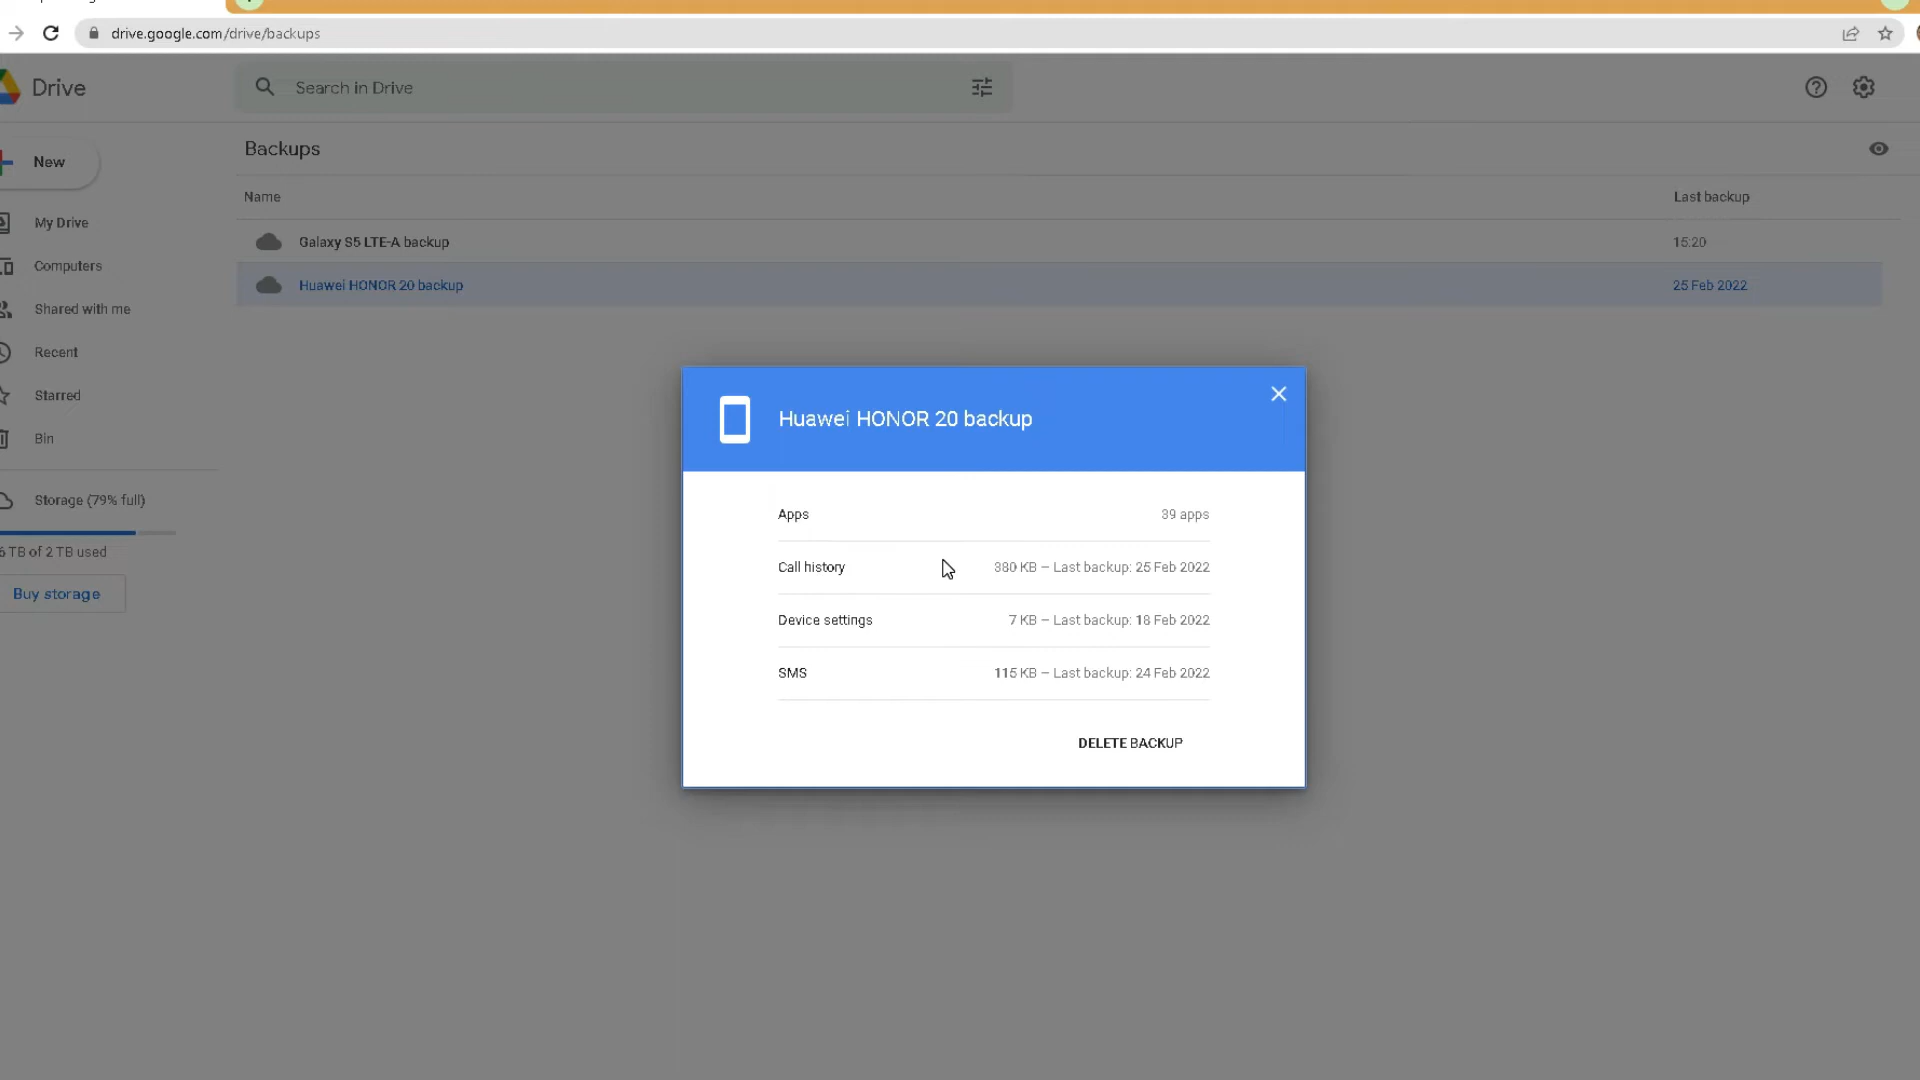 drive.google.com/drive/backups
Drive
Search in Drive
New
Backups
Name
Last backup
My Drive
Galaxy S5 LTE-A backup
15:20
Computers
Huawei HONOR 20 backup
25 Feb 2022
Shared with me
Recent
Starred
Bin
Storage (79% full)
6 TB of 2 TB used
Buy storage
Huawei HONOR 20 backup
Apps
39 apps
Call history
380 KB – Last backup: 25 Feb 2022
Device settings
7 KB – Last backup: 18 Feb 2022
SMS
115 KB – Last backup: 24 Feb 2022
DELETE BACKUP